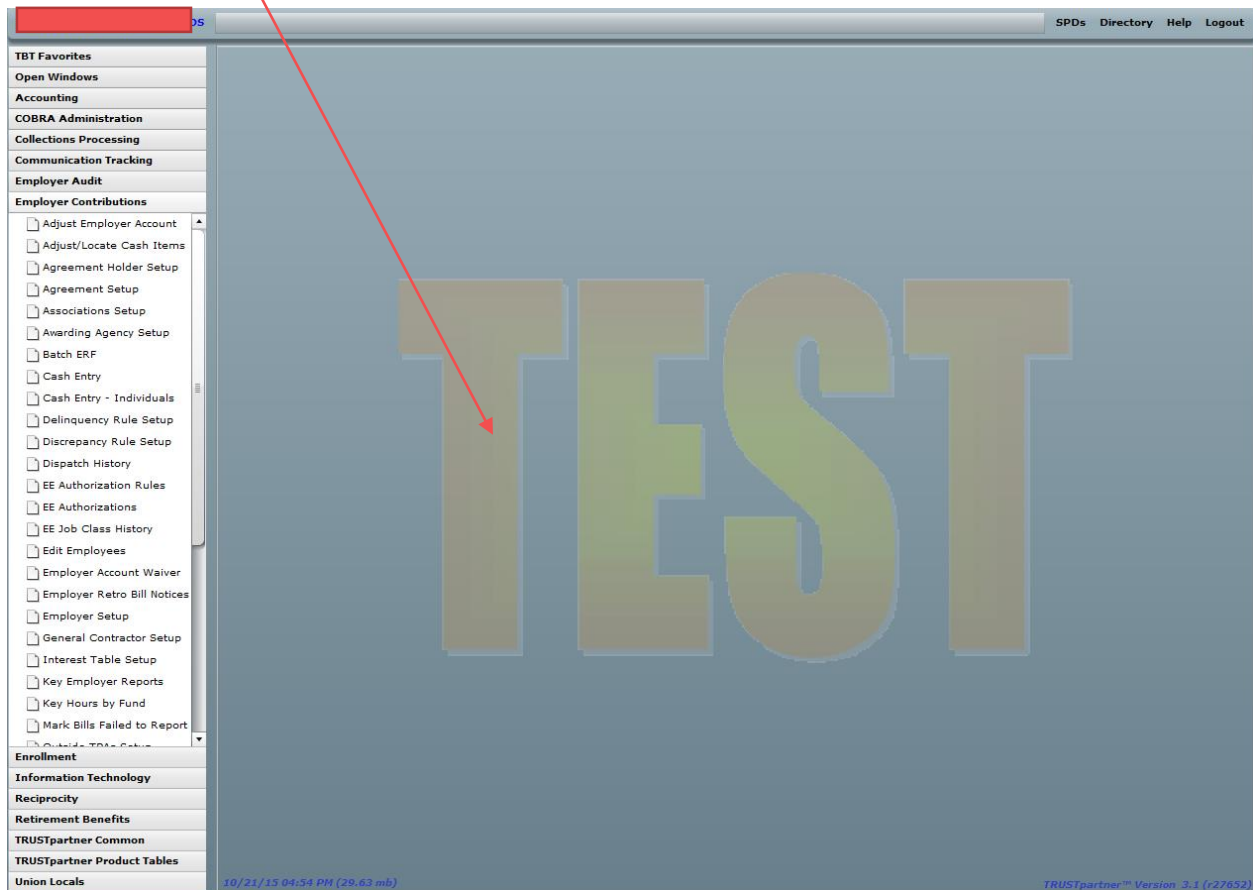 DS
SPDs Directory Help Logout
TBT Favorites
Open Windows
Accounting
COBRA Administration
Collections Processing
Communication Tracking
Employer Audit
Employer Contributions
Adjust Employer Account
Adjust/Locate Cash Items
Agreement Holder Setup
Agreement Setup
Associations Setup
Awarding Agency Setup
Batch ERF
Cash Entry
Cash Entry - Individuals
Delinquency Rule Setup
Discrepancy Rule Setup
Dispatch History
EE Authorization Rules
EE Authorizations
EE Job Class History
Edit Employees
Employer Account Waiver
Employer Retro Bill Notices
Employer Setup
General Contractor Setup
Interest Table Setup
Key Employer Reports
Key Hours by Fund
Mark Bills Failed to Report
Enrollment
Information Technology
Reciprocity
Retirement Benefits
TRUSTpartner Common
TRUSTpartner Product Tables
Union Locals
TEST
10/21/15 04:54 PM (29.63 mb)
TRUSTpartner™ Version 3.1 (r27652)